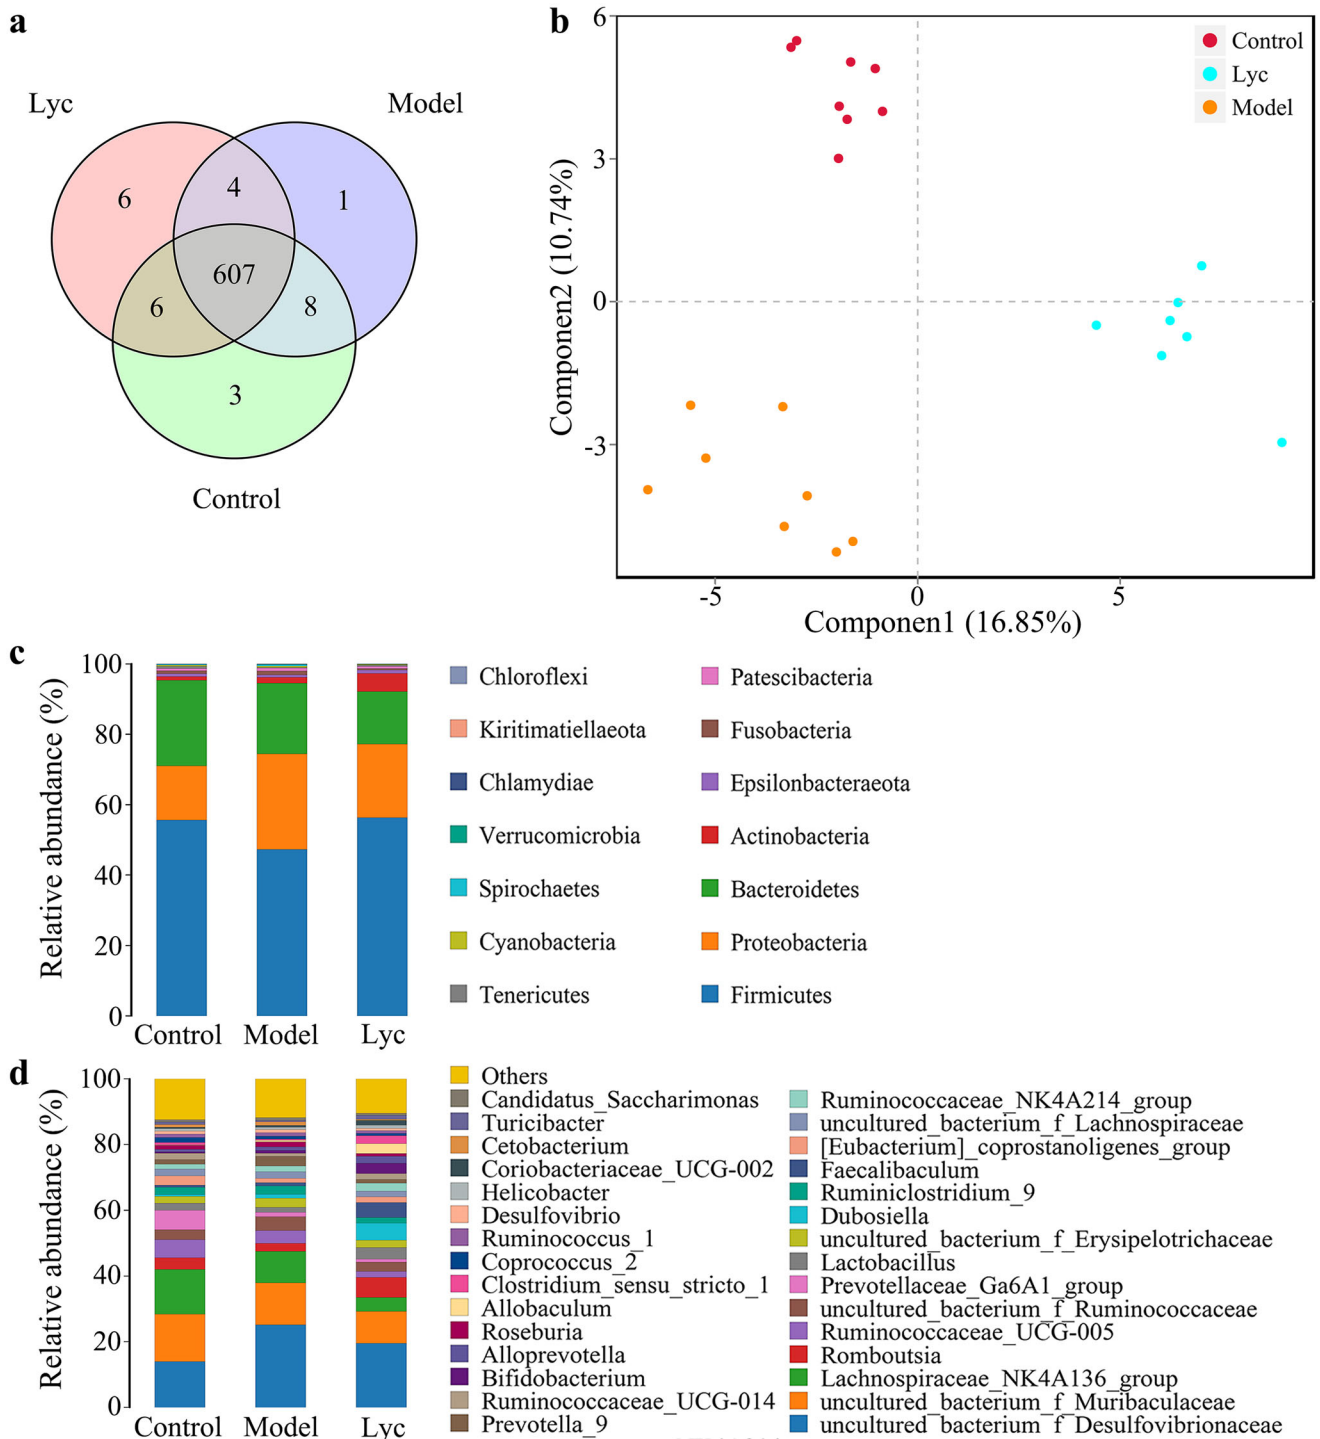 a
Lyc
Model
6
4
1
607
6
8
3
Control
b
6
3
0
-3
-5
0
5
Componen2 (10.74%)
Componen1 (16.85%)
Control
Lyc
Model
c
Relative abundance (%)
100
80
60
40
20
0
Control
Model
Lyc
Chloroflexi
Kiritimatiellaeota
Chlamydiae
Verrucomicrobia
Spirochaetes
Cyanobacteria
Tenericutes
Patescibacteria
Fusobacteria
Epsilonbacteraeota
Actinobacteria
Bacteroidetes
Proteobacteria
Firmicutes
d
Relative abundance (%)
100
80
60
40
20
0
Control
Model
Lyc
Others
Candidatus_Saccharimonas
Turicibacter
Cetobacterium
Coriobacteriaceae_UCG-002
Helicobacter
Desulfovibrio
Ruminococcus_1
Coprococcus_2
Clostridium_sensu_stricto_1
Allobaculum
Roseburia
Alloprevotella
Bifidobacterium
Ruminococcaceae_UCG-014
Prevotella_9
Ruminococcaceae_NK4A214_group
uncultured_bacterium_f_Lachnospiraceae
[Eubacterium]_coprostanoligenes_group
Faecalibaculum
Ruminiclostridium_9
Dubosiella
uncultured_bacterium_f_Erysipelotrichaceae
Lactobacillus
Prevotellaceae_Ga6A1_group
uncultured_bacterium_f_Ruminococcaceae
Ruminococcaceae_UCG-005
Romboutsia
Lachnospiraceae_NK4A136_group
uncultured_bacterium_f_Muribaculaceae
uncultured_bacterium_f_Desulfovibrionaceae